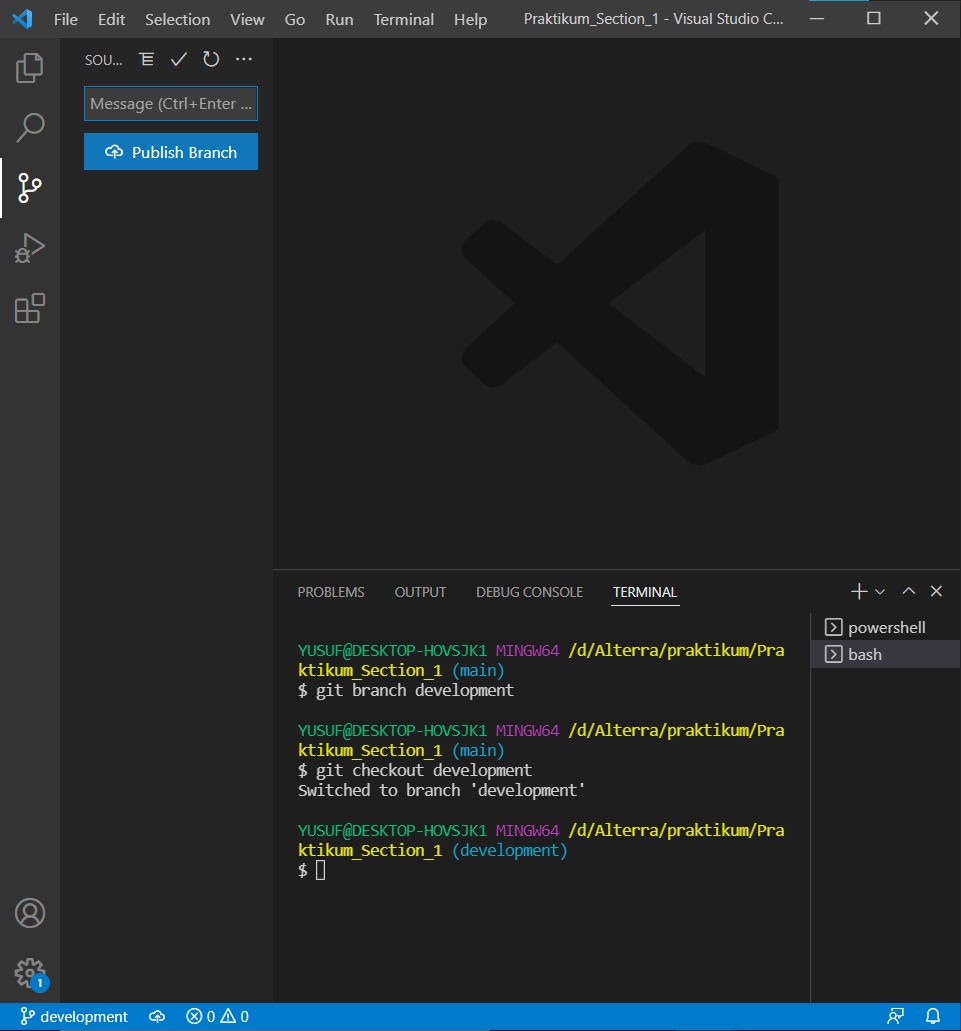 File Edit Selection View Go Run Terminal Help Praktikum_Section_1 - Visual Studio C...
SOU...
Message (Ctrl+Enter ...
Publish Branch
PROBLEMS OUTPUT DEBUG CONSOLE TERMINAL
powershell
bash
YUSUF@DESKTOP-HOVSJK1 MINGW64 /d/Alterra/praktikum/Pra
ktikum_Section_1 (main)
$ git branch development
YUSUF@DESKTOP-HOVSJK1 MINGW64 /d/Alterra/praktikum/Pra
ktikum_Section_1 (main)
$ git checkout development
Switched to branch 'development'
YUSUF@DESKTOP-HOVSJK1 MINGW64 /d/Alterra/praktikum/Pra
ktikum_Section_1 (development)
$
1
development 0 0